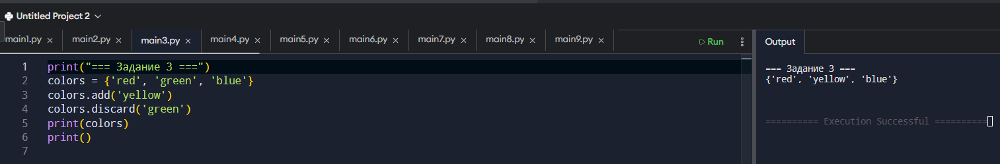 Untitled Project 2
main1.py × main2.py × main3.py × main4.py × main5.py × main6.py × main7.py × main8.py × main9.py × Run
1 print("=== Задание 3 ===")
2 colors = {'red', 'green', 'blue'}
3 colors.add('yellow')
4 colors.discard('green')
5 print(colors)
6 print()
7
Output
=== Задание 3 ===
{'red', 'yellow', 'blue'}
========== Execution Successful ==========